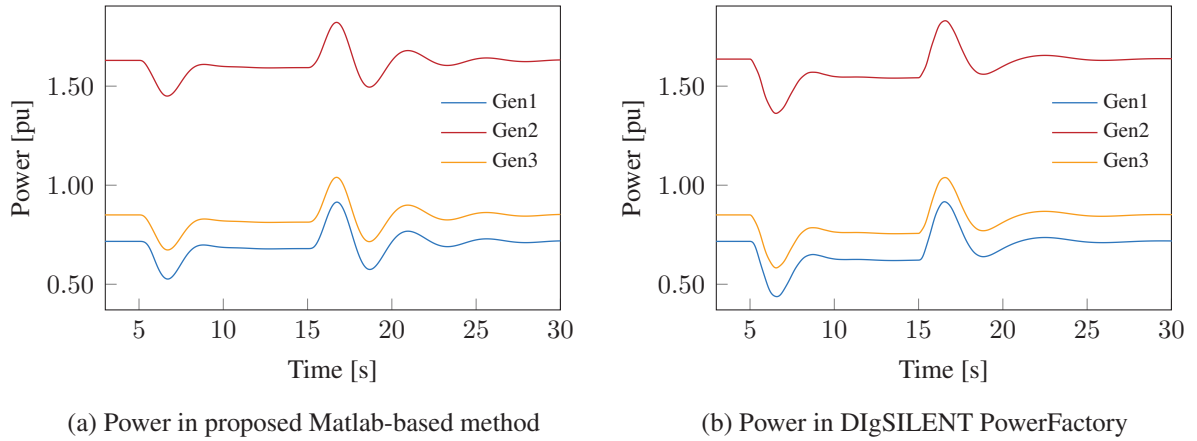 Power [pu]
1.50
1.00
0.50
Gen1
Gen2
Gen3
5 10 15 20 25 30
Time [s]
(a) Power in proposed Matlab-based method
Power [pu]
1.50
1.00
0.50
Gen1
Gen2
Gen3
5 10 15 20 25 30
Time [s]
(b) Power in DIgSILENT PowerFactory